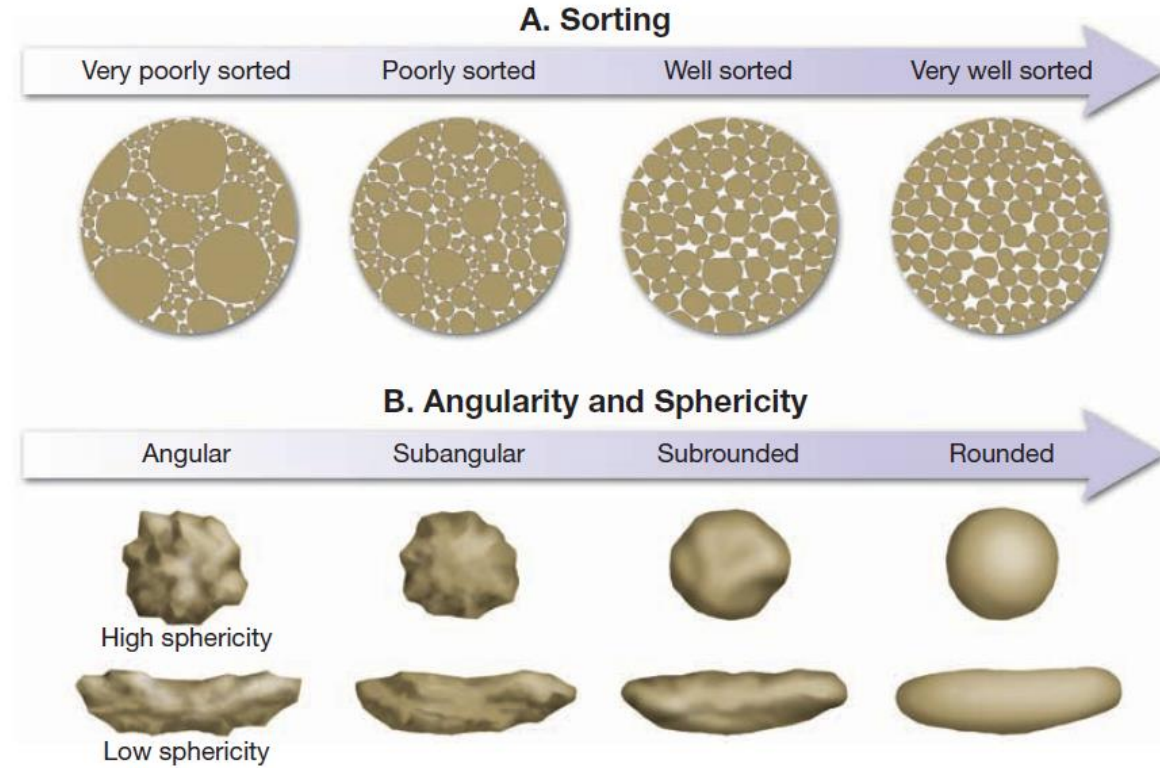 A. Sorting
Very poorly sorted
Poorly sorted
Well sorted
Very well sorted
B. Angularity and Sphericity
Angular
Subangular
Subrounded
Rounded
High sphericity
Low sphericity